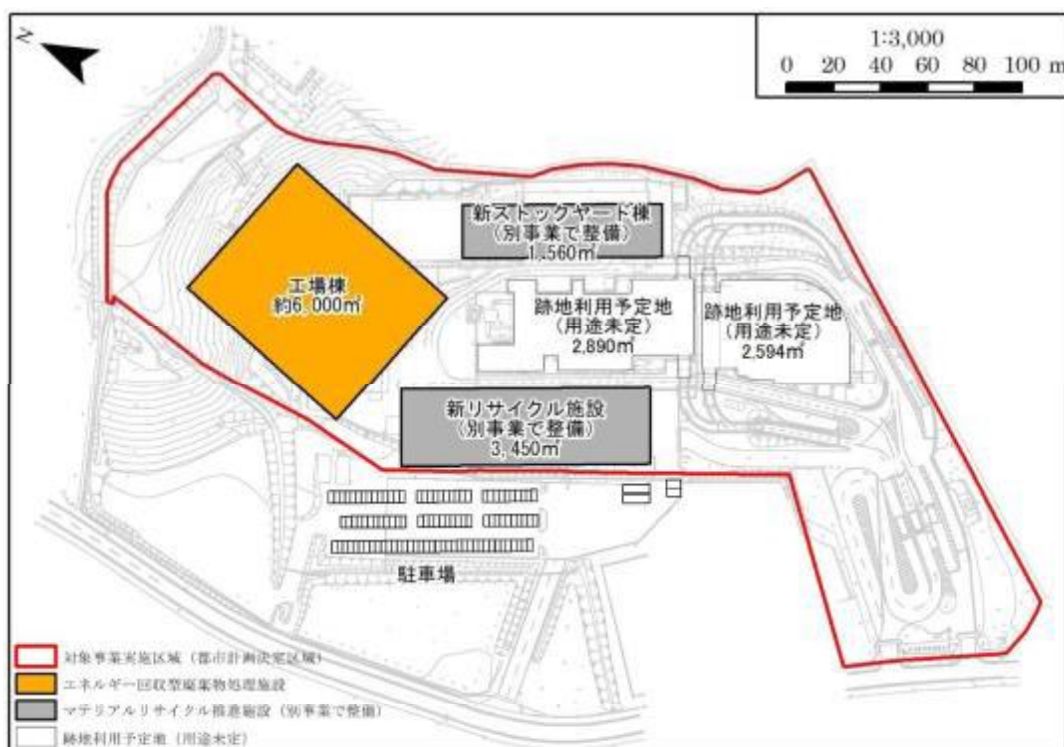 N
1:3,000
0 20 40 60 80 100 m
新ストックヤード棟
(別事業で整備)
1,560㎡
工場棟
約6,000㎡
跡地利用予定地
(用途未定)
2,890㎡
跡地利用予定地
(用途未定)
2,594㎡
新リサイクル施設
(別事業で整備)
3,450㎡
駐車場
対象事業実施区域（都市計画決定区域）
エネルギー回収型廃棄物処理施設
マテリアルリサイクル推進施設（別事業で整備）
跡地利用予定地（用途未定）